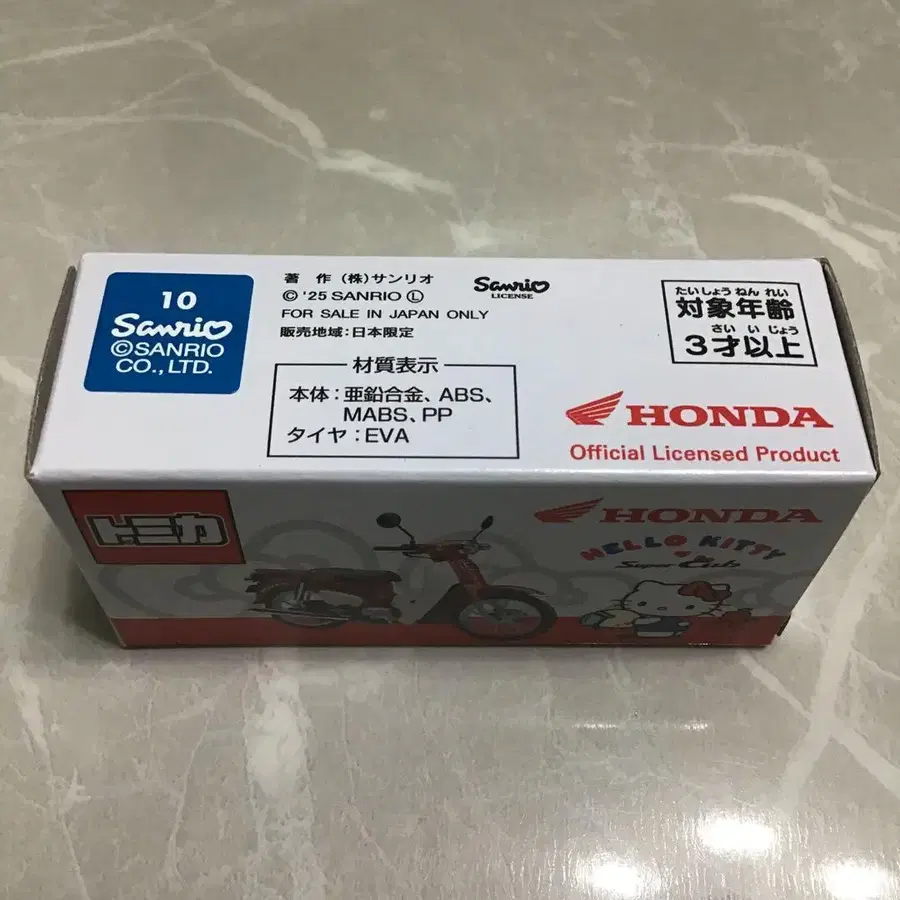 10
Sanrio
©SANRIO
CO., LTD.
著 作 (株)サンリオ
©'25 SANRIO Ⓛ
FOR SALE IN JAPAN ONLY
販売地域:日本限定
Sanrio
LICENSE
材質表示
本体:亜鉛合金、ABS、
MABS、PP
タイヤ:EVA
たいしょう ねん れい
対象年齢
さい い じょう
3才以上
HONDA
Official Licensed Product
トミカ
HONDA
HELLO KITTY
Super Cub